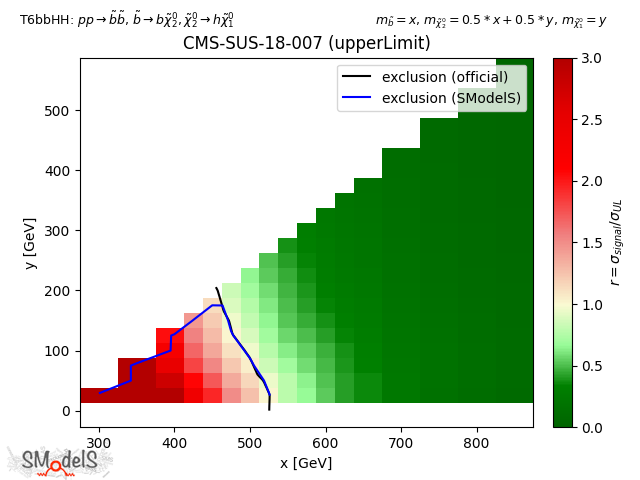 T6bbHH: pp → b̃b̃, b̃ → bχ̃⁰₂, χ̃⁰₂ → hχ̃⁰₁   m_b̃ = x, m_χ̃⁰₂ = 0.5 * x + 0.5 * y, m_χ̃⁰₁ = y
CMS-SUS-18-007 (upperLimit)
exclusion (official)
exclusion (SModelS)
y [GeV]
500
400
300
200
100
0
300 400 500 600 700 800
x [GeV]
3.0
2.5
2.0
1.5
1.0
0.5
0.0
r = σ_signal/σ_UL
SModelS